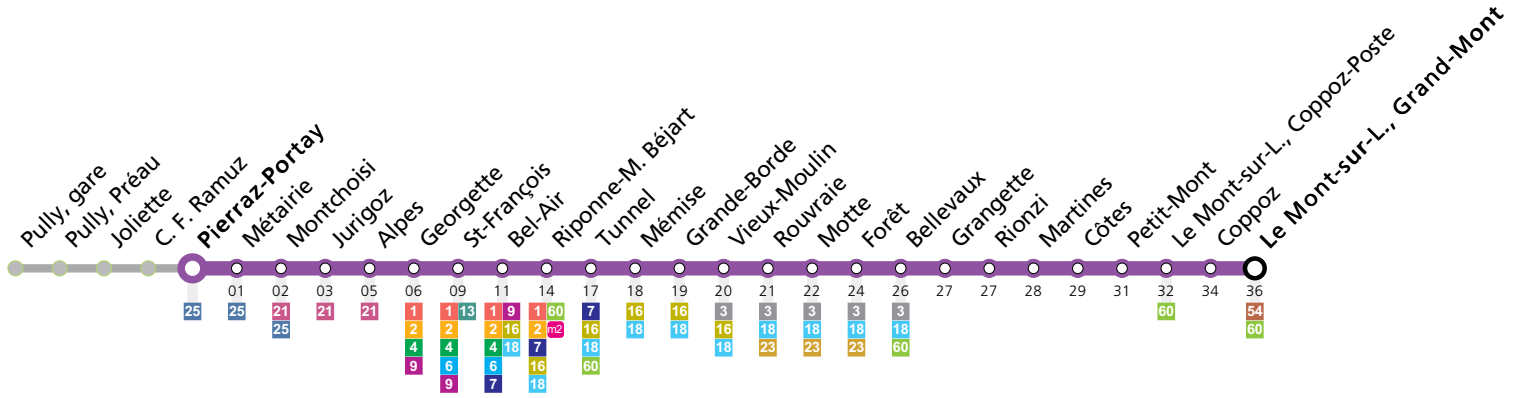 Pully, gare
Pully, Préau
Joliette
C. F. Ramuz
Pierraz-Portay
Métairie
Montchoisi
Jurigoz
Alpes
Georgette
St-François
Bel-Air
Riponne-M. Béjart
Tunnel
Mémise
Grande-Borde
Vieux-Moulin
Rouvraie
Motte
Forêt
Bellevaux
Grangette
Rionzi
Martines
Côtes
Petit-Mont
Le Mont-sur-L., Coppoz-Poste
Coppoz
Le Mont-sur-L., Grand-Mont
01 02 03 05 06 09 11 14 17 18 19 20 21 22 24 26 27 27 28 29 31 32 34 36
25 25 21 21 21 1 1 13 1 9 1 60 7 16 16 3 3 3 3 3 60 54
25 2 2 2 16 2 m2 16 18 18 16 18 18 18 18 60
4 4 4 18 7 18 18 23 23 23 60
9 6 6 16 60
9 7 18